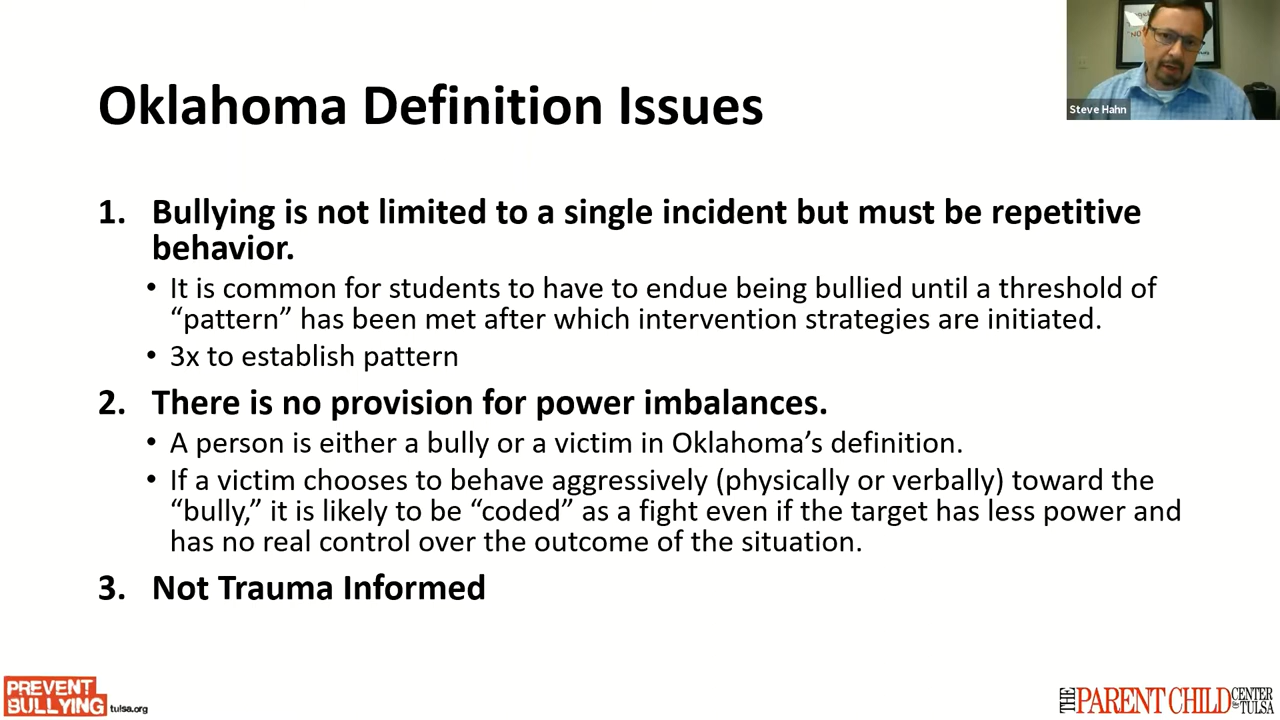 Steve Hahn
Oklahoma Definition Issues
1. Bullying is not limited to a single incident but must be repetitive
behavior.
• It is common for students to have to endue being bullied until a threshold of
“pattern” has been met after which intervention strategies are initiated.
• 3x to establish pattern
2. There is no provision for power imbalances.
• A person is either a bully or a victim in Oklahoma’s definition.
• If a victim chooses to behave aggressively (physically or verbally) toward the
“bully,” it is likely to be “coded” as a fight even if the target has less power and
has no real control over the outcome of the situation.
3. Not Trauma Informed
PREVENT
BULLYING tulsa.org
THE PARENT CHILD CENTER of TULSA